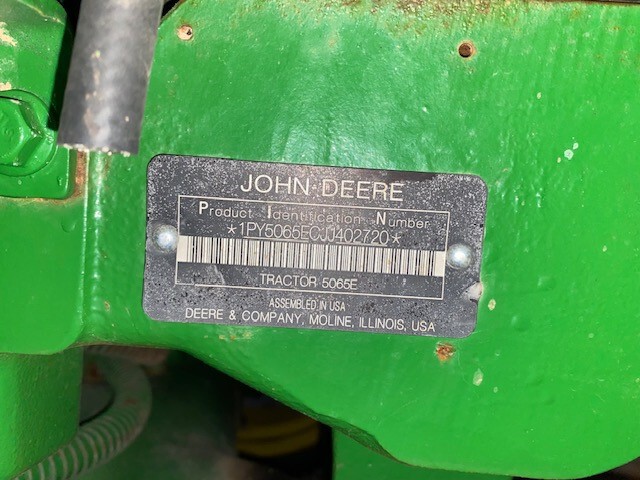 JOHN DEERE
Product Identification Number
*1PY5065ECJJ402720*
TRACTOR 5065E
ASSEMBLED IN USA
DEERE & COMPANY, MOLINE, ILLINOIS, USA